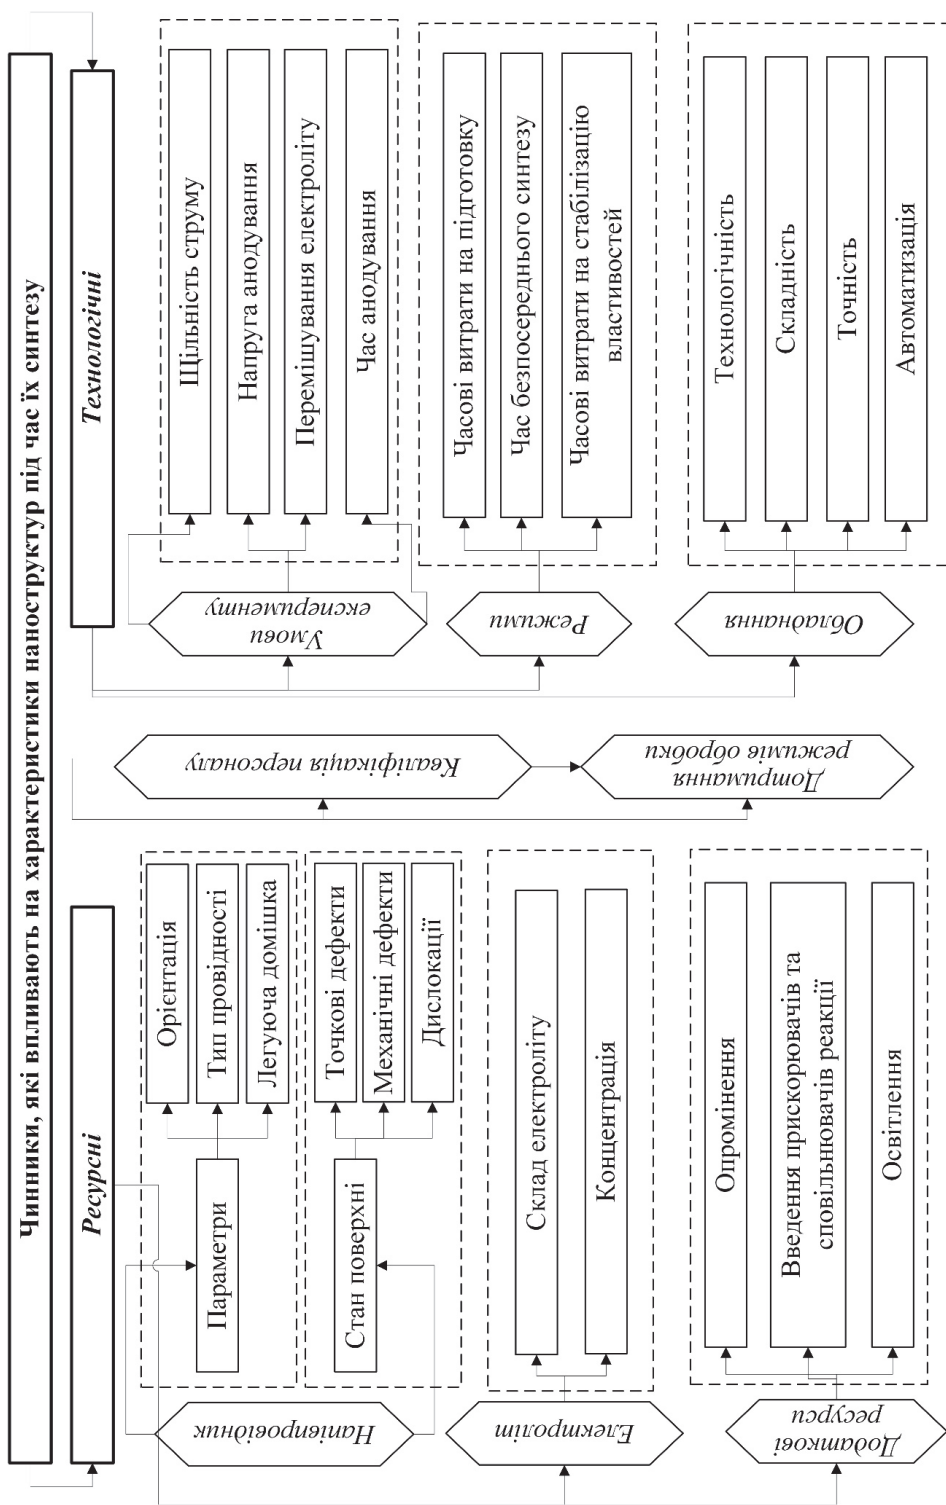 Чинники, які впливають на характеристики наноструктур під час їх синтезу
Ресурсні
Технологічні
Напівпровідник
Параметри
Орієнтація
Тип провідності
Легуюча домішка
Стан поверхні
Точкові дефекти
Механічні дефекти
Дислокації
Електроліт
Склад електроліту
Концентрація
Додаткові
ресурси
Опромінення
Введення прискорювачів та
сповільнювачів реакції
Освітлення
Кваліфікація персоналу
Дотримання
режимів обробки
Умови
експерименту
Щільність струму
Напруга анодування
Перемішування електроліту
Час анодування
Режими
Часові витрати на підготовку
Час безпосереднього синтезу
Часові витрати на стабілізацію
властивостей
Обладнання
Технологічність
Складність
Точність
Автоматизація